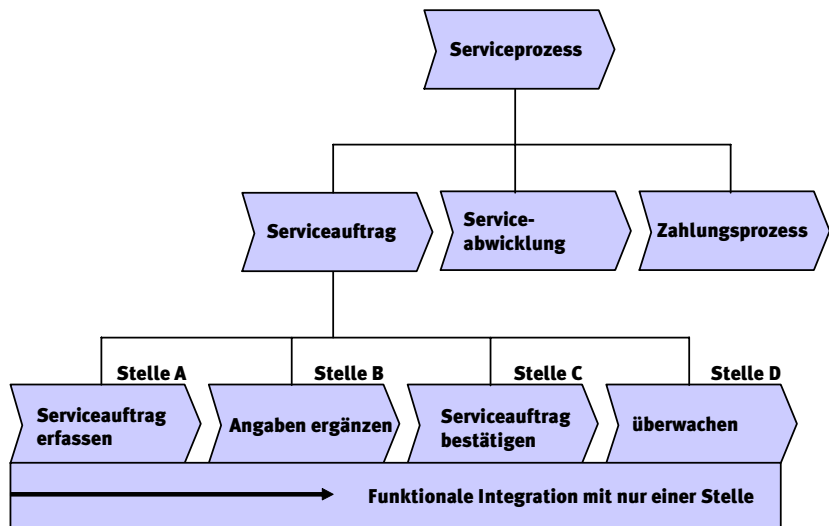 Serviceprozess
Serviceauftrag
Service-
abwicklung
Zahlungsprozess
Stelle A
Stelle B
Stelle C
Stelle D
Serviceauftrag
erfassen
Angaben ergänzen
Serviceauftrag
bestätigen
überwachen
Funktionale Integration mit nur einer Stelle